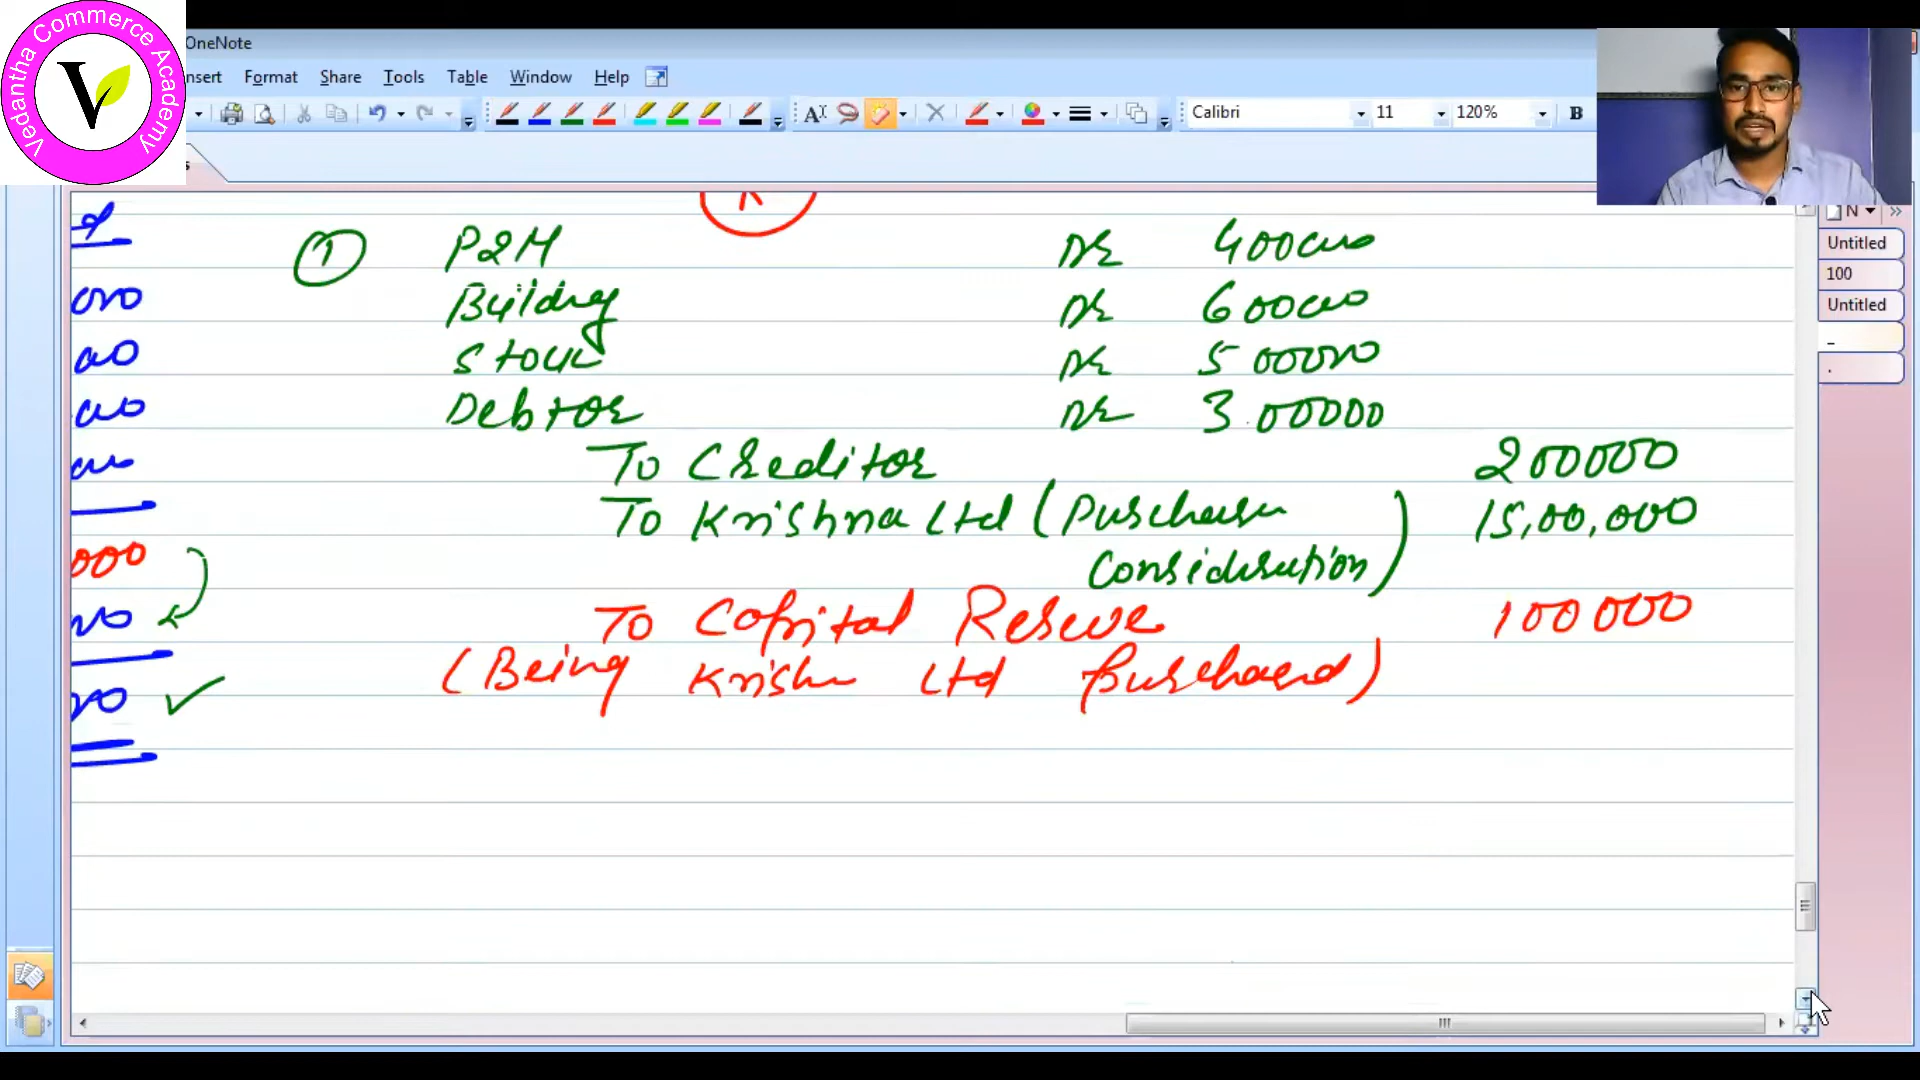 Vedantha Commerce Academy
V
OneNote
nsert Format Share Tools Table Window Help
Calibri 11 120% B
s
N
Untitled
100
Untitled
-
.
1 P&M Dr 400000
Building Dr 600000
Stock Dr 500000
Debtor Dr 3.00000
To Creditor 200000
To Krishna Ltd (Purchase 15,00,000
Consideration)
To Capital Reserve 100000
(Being Krishn Ltd Purchased)
000